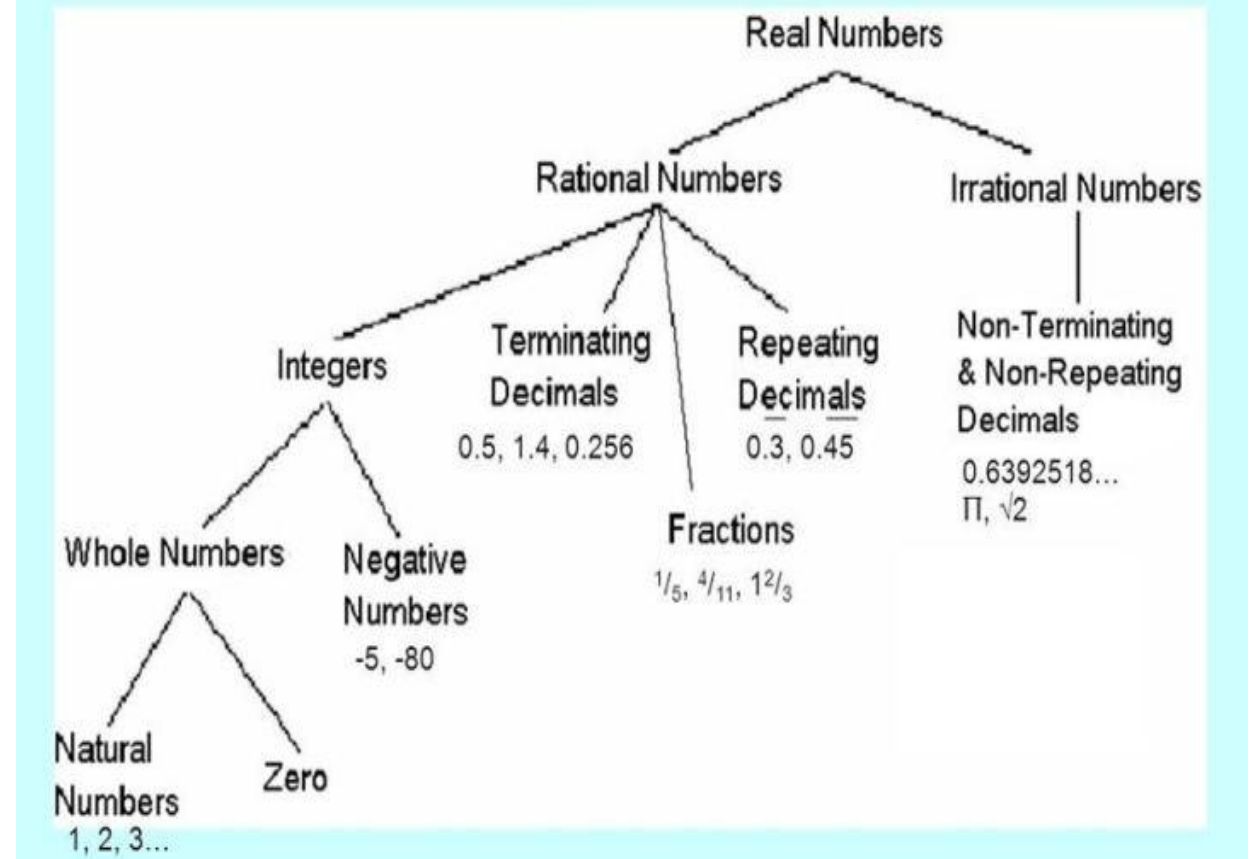 Real Numbers
Rational Numbers
Irrational Numbers
Integers
Terminating
Decimals
0.5, 1.4, 0.256
Repeating
Decimals
0.3̅, 0.4̅5̅
Non-Terminating
& Non-Repeating
Decimals
0.6392518...
Π, √2
Fractions
1/5, 4/11, 1 2/3
Whole Numbers
Negative
Numbers
-5, -80
Natural
Numbers
1, 2, 3...
Zero